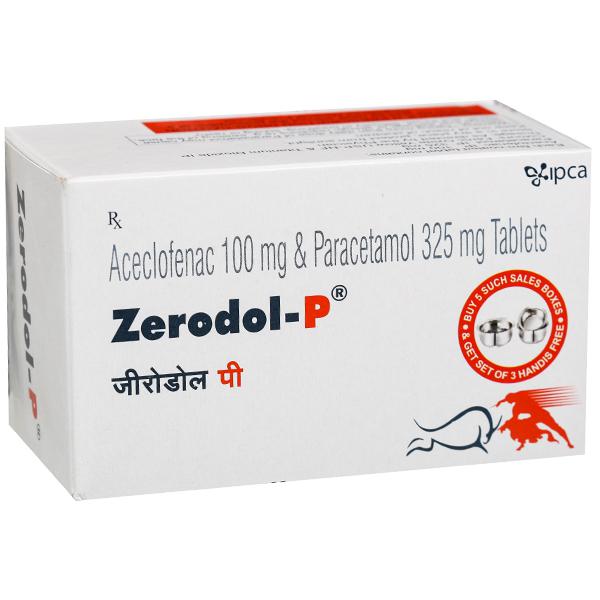 ipca
Rx
Aceclofenac 100 mg & Paracetamol 325 mg Tablets
Zerodol-P®
जीरोडोल पी
BUY 5 SUCH SALES BOXES
& GET SET OF 3 HANDIS FREE
Zerodol-P®